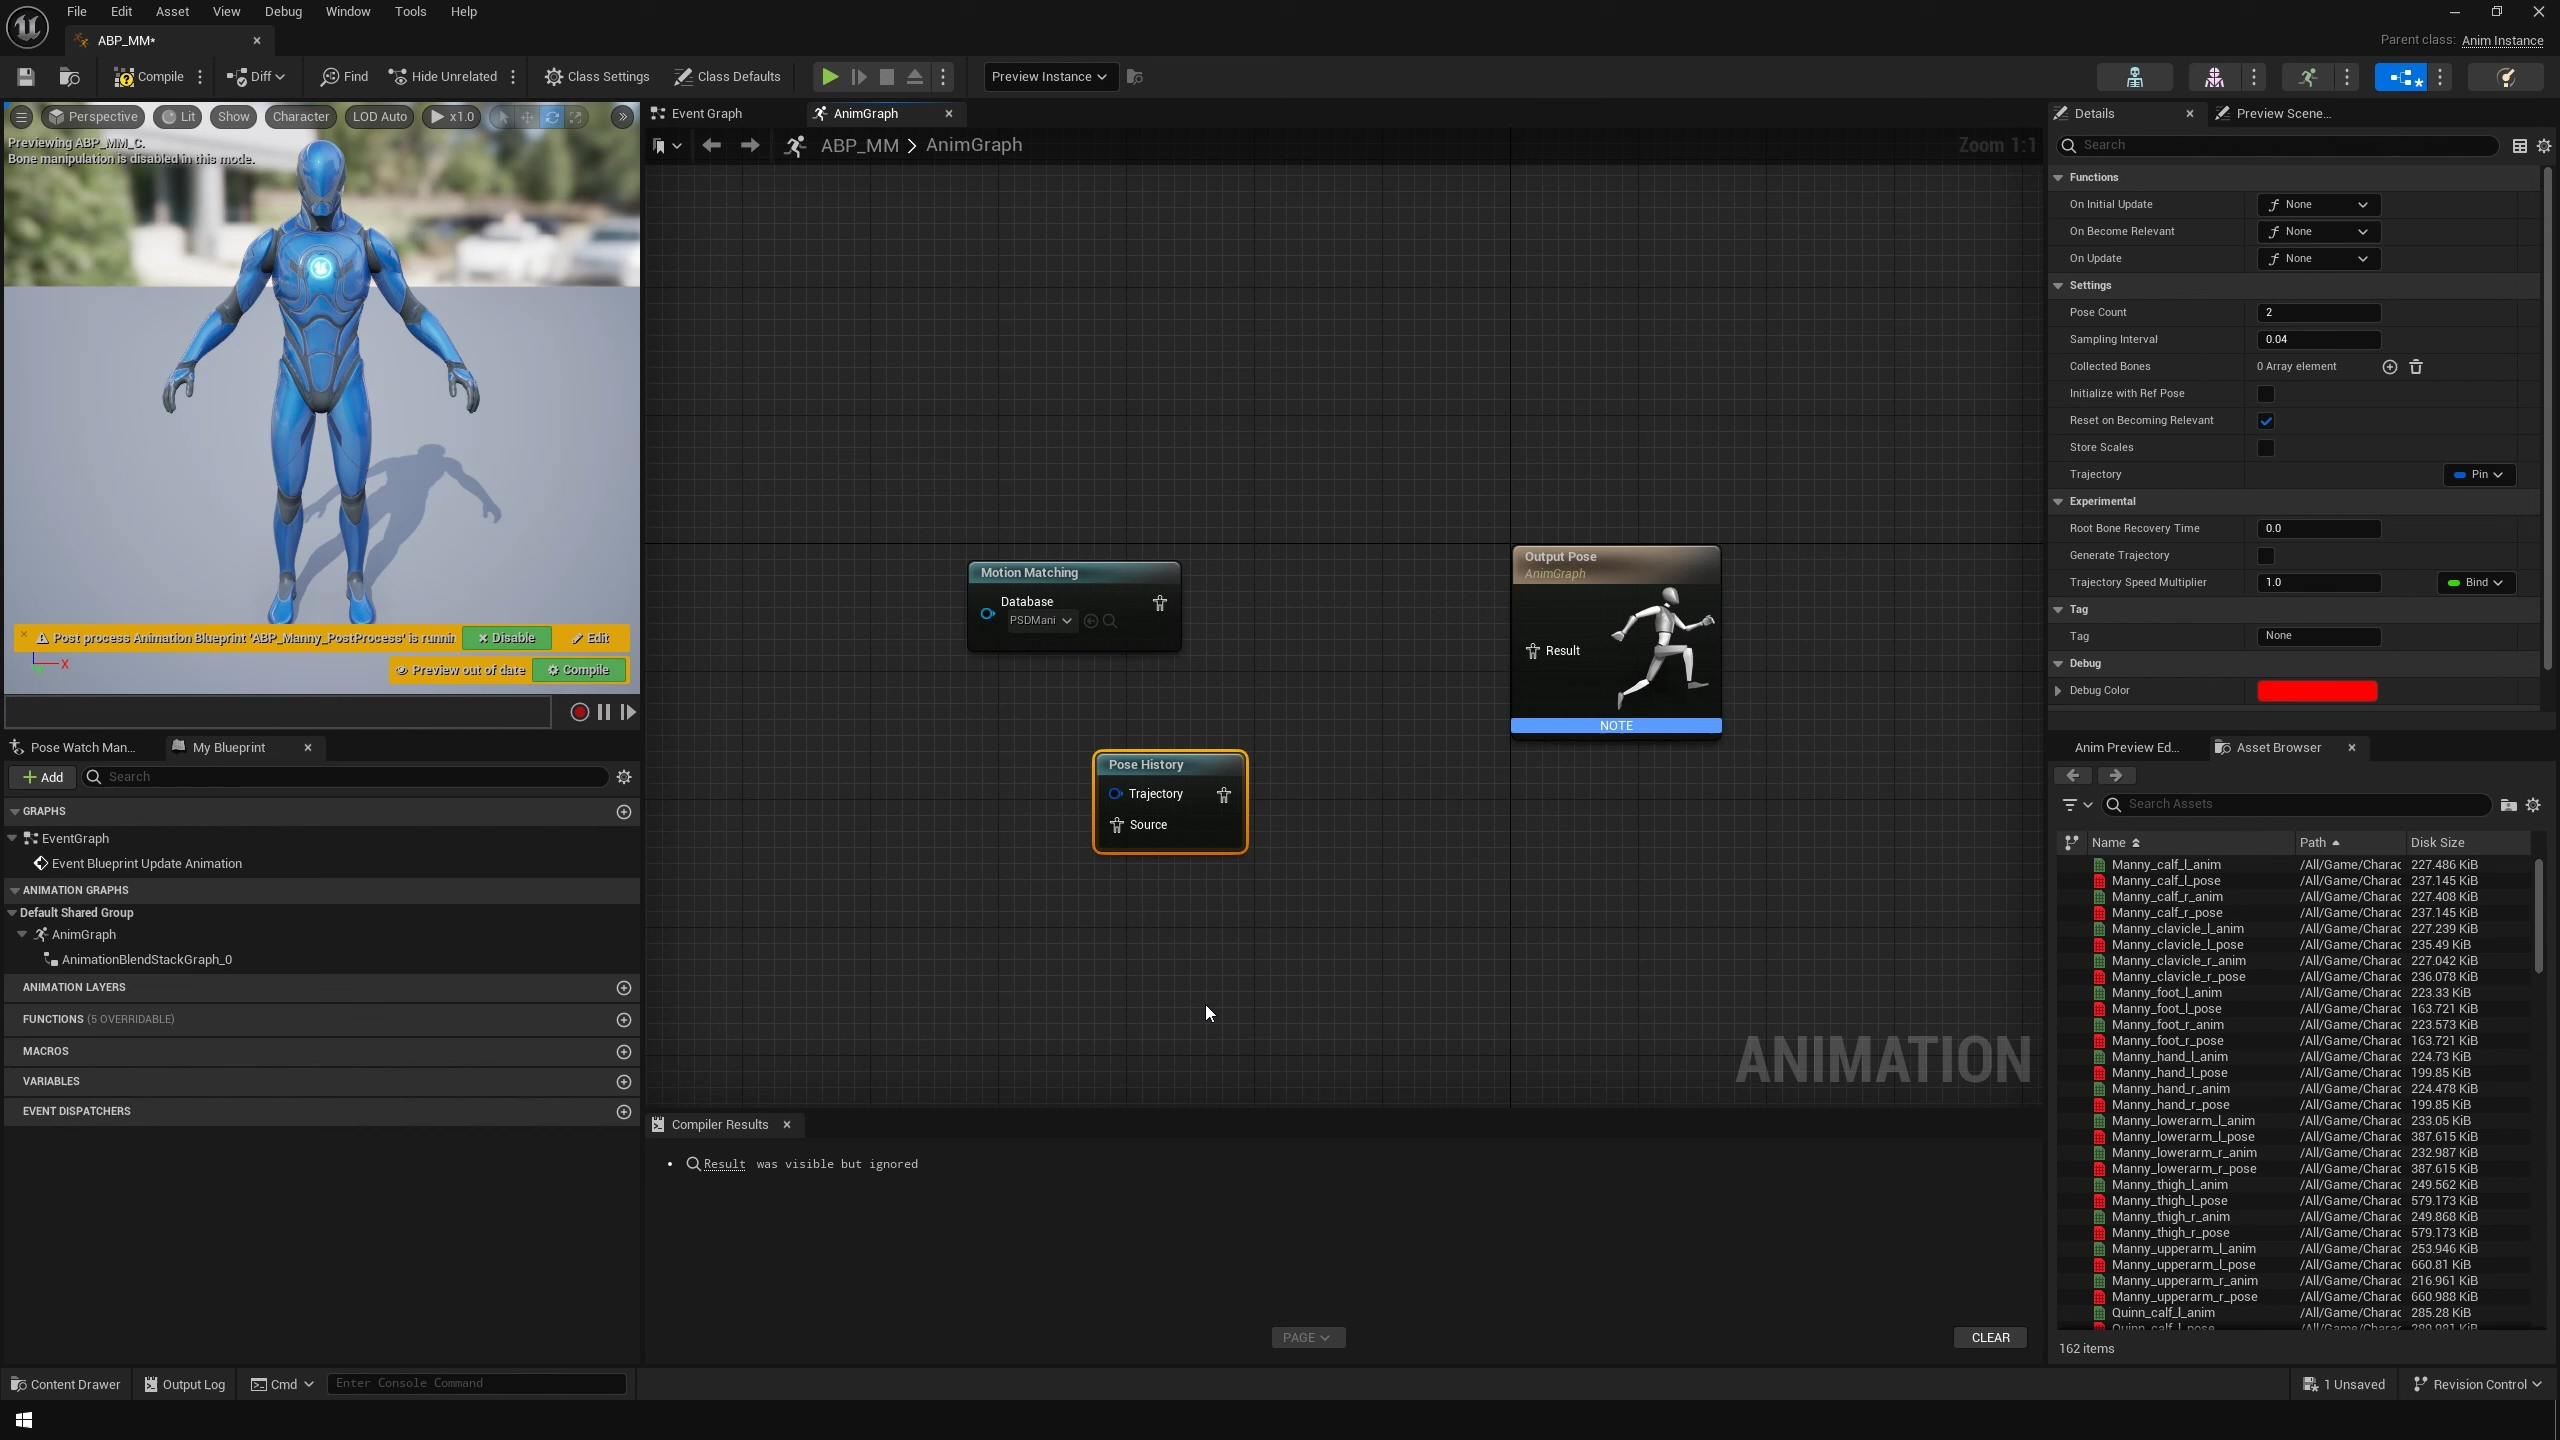 File Edit Asset View Debug Window Tools Help
ABP_MM*
Parent class: Anim Instance
Compile Diff Find Hide Unrelated Class Settings Class Defaults Preview Instance
Perspective Lit Show Character LOD Auto x1.0
Previewing ABP_MM_C.
Bone manipulation is disabled in this mode.
Post process Animation Blueprint 'ABP_Manny_PostProcess' is runnin Disable Edit
X
Preview out of date Compile
Pose Watch Man... My Blueprint
Add Search
GRAPHS
EventGraph
Event Blueprint Update Animation
ANIMATION GRAPHS
Default Shared Group
AnimGraph
AnimationBlendStackGraph_0
ANIMATION LAYERS
FUNCTIONS (5 OVERRIDABLE)
MACROS
VARIABLES
EVENT DISPATCHERS
Event Graph AnimGraph
ABP_MM > AnimGraph Zoom 1:1
Motion Matching
Database
PSDMani
Output Pose
AnimGraph
Result
NOTE
Pose History
Trajectory
Source
ANIMATION
Compiler Results
Result was visible but ignored
PAGE CLEAR
Details Preview Scene...
Search
Functions
On Initial Update None
On Become Relevant None
On Update None
Settings
Pose Count 2
Sampling Interval 0.04
Collected Bones 0 Array element
Initialize with Ref Pose
Reset on Becoming Relevant
Store Scales
Trajectory Pin
Experimental
Root Bone Recovery Time 0.0
Generate Trajectory
Trajectory Speed Multiplier 1.0 Bind
Tag
Tag None
Debug
Debug Color
Anim Preview Ed... Asset Browser
Search Assets
Name Path Disk Size
Manny_calf_l_anim /All/Game/Charac 227.486 KiB
Manny_calf_l_pose /All/Game/Charac 237.145 KiB
Manny_calf_r_anim /All/Game/Charac 227.408 KiB
Manny_calf_r_pose /All/Game/Charac 237.145 KiB
Manny_clavicle_l_anim /All/Game/Charac 227.239 KiB
Manny_clavicle_l_pose /All/Game/Charac 235.49 KiB
Manny_clavicle_r_anim /All/Game/Charac 227.042 KiB
Manny_clavicle_r_pose /All/Game/Charac 236.078 KiB
Manny_foot_l_anim /All/Game/Charac 223.33 KiB
Manny_foot_l_pose /All/Game/Charac 163.721 KiB
Manny_foot_r_anim /All/Game/Charac 223.573 KiB
Manny_foot_r_pose /All/Game/Charac 163.721 KiB
Manny_hand_l_anim /All/Game/Charac 224.73 KiB
Manny_hand_l_pose /All/Game/Charac 199.85 KiB
Manny_hand_r_anim /All/Game/Charac 224.478 KiB
Manny_hand_r_pose /All/Game/Charac 199.85 KiB
Manny_lowerarm_l_anim /All/Game/Charac 233.05 KiB
Manny_lowerarm_l_pose /All/Game/Charac 387.615 KiB
Manny_lowerarm_r_anim /All/Game/Charac 232.987 KiB
Manny_lowerarm_r_pose /All/Game/Charac 387.615 KiB
Manny_thigh_l_anim /All/Game/Charac 249.562 KiB
Manny_thigh_l_pose /All/Game/Charac 579.173 KiB
Manny_thigh_r_anim /All/Game/Charac 249.868 KiB
Manny_thigh_r_pose /All/Game/Charac 579.173 KiB
Manny_upperarm_l_anim /All/Game/Charac 253.946 KiB
Manny_upperarm_l_pose /All/Game/Charac 660.81 KiB
Manny_upperarm_r_anim /All/Game/Charac 216.961 KiB
Manny_upperarm_r_pose /All/Game/Charac 660.988 KiB
Quinn_calf_l_anim /All/Game/Charac 285.28 KiB
Quinn_calf_l_pose /All/Game/Charac 289.981 KiB
162 items
Content Drawer Output Log Cmd Enter Console Command 1 Unsaved Revision Control